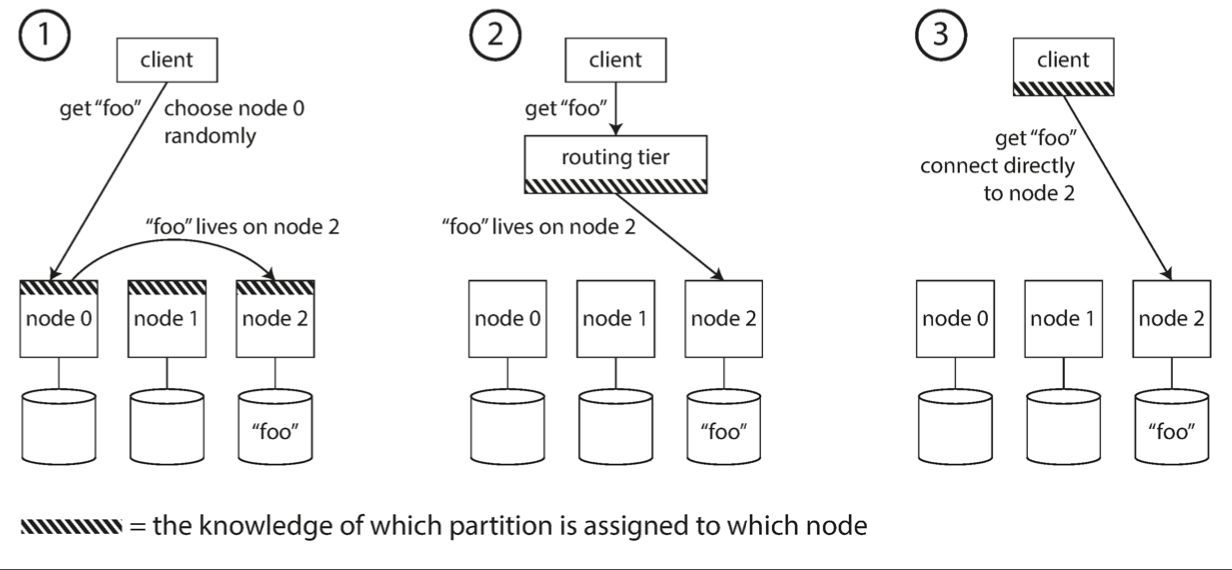 1
client
get “foo”
choose node 0
randomly
“foo” lives on node 2
node 0
node 1
node 2
“foo”
2
client
get “foo”
routing tier
“foo” lives on node 2
node 0
node 1
node 2
“foo”
3
client
get “foo”
connect directly
to node 2
node 0
node 1
node 2
“foo”
= the knowledge of which partition is assigned to which node